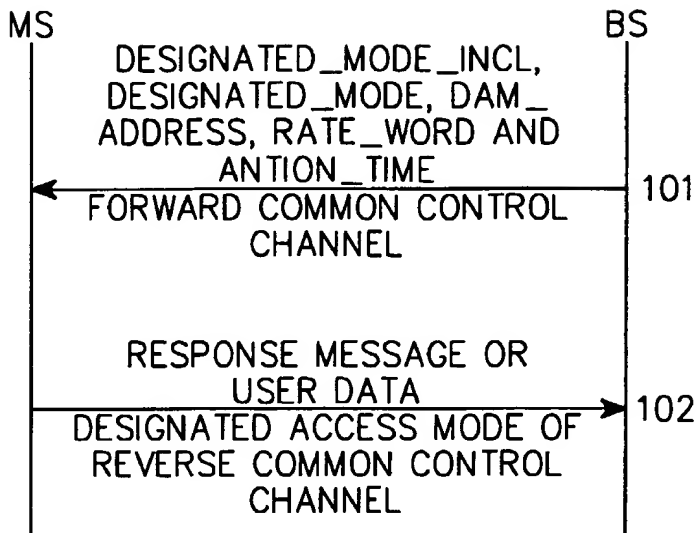 MS
BS
DESIGNATED_MODE_INCL,
DESIGNATED_MODE, DAM_
ADDRESS, RATE_WORD AND
ANTION_TIME
101
FORWARD COMMON CONTROL
CHANNEL
RESPONSE MESSAGE OR
USER DATA
102
DESIGNATED ACCESS MODE OF
REVERSE COMMON CONTROL
CHANNEL